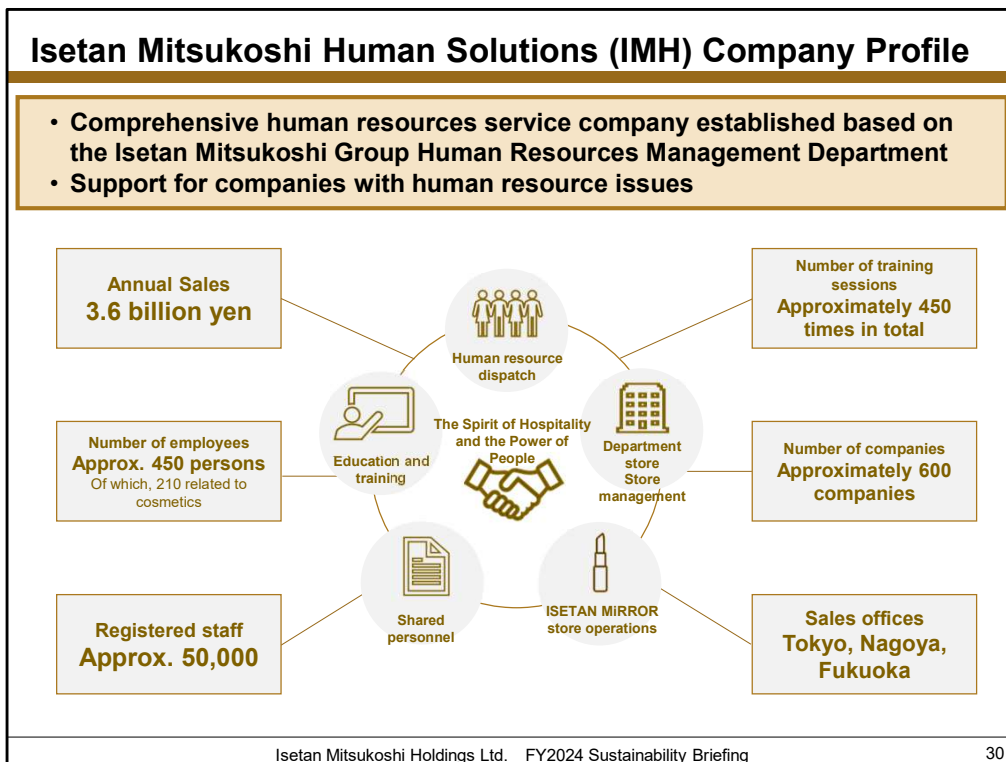 Isetan Mitsukoshi Human Solutions (IMH) Company Profile
• Comprehensive human resources service company established based on
the Isetan Mitsukoshi Group Human Resources Management Department
• Support for companies with human resource issues
Annual Sales
3.6 billion yen
Number of employees
Approx. 450 persons
Of which, 210 related to
cosmetics
Registered staff
Approx. 50,000
Human resource
dispatch
Education and
training
The Spirit of Hospitality
and the Power of
People
Department
store
Store
management
Shared
personnel
ISETAN MiRROR
store operations
Number of training
sessions
Approximately 450
times in total
Number of companies
Approximately 600
companies
Sales offices
Tokyo, Nagoya,
Fukuoka
Isetan Mitsukoshi Holdings Ltd. FY2024 Sustainability Briefing
30